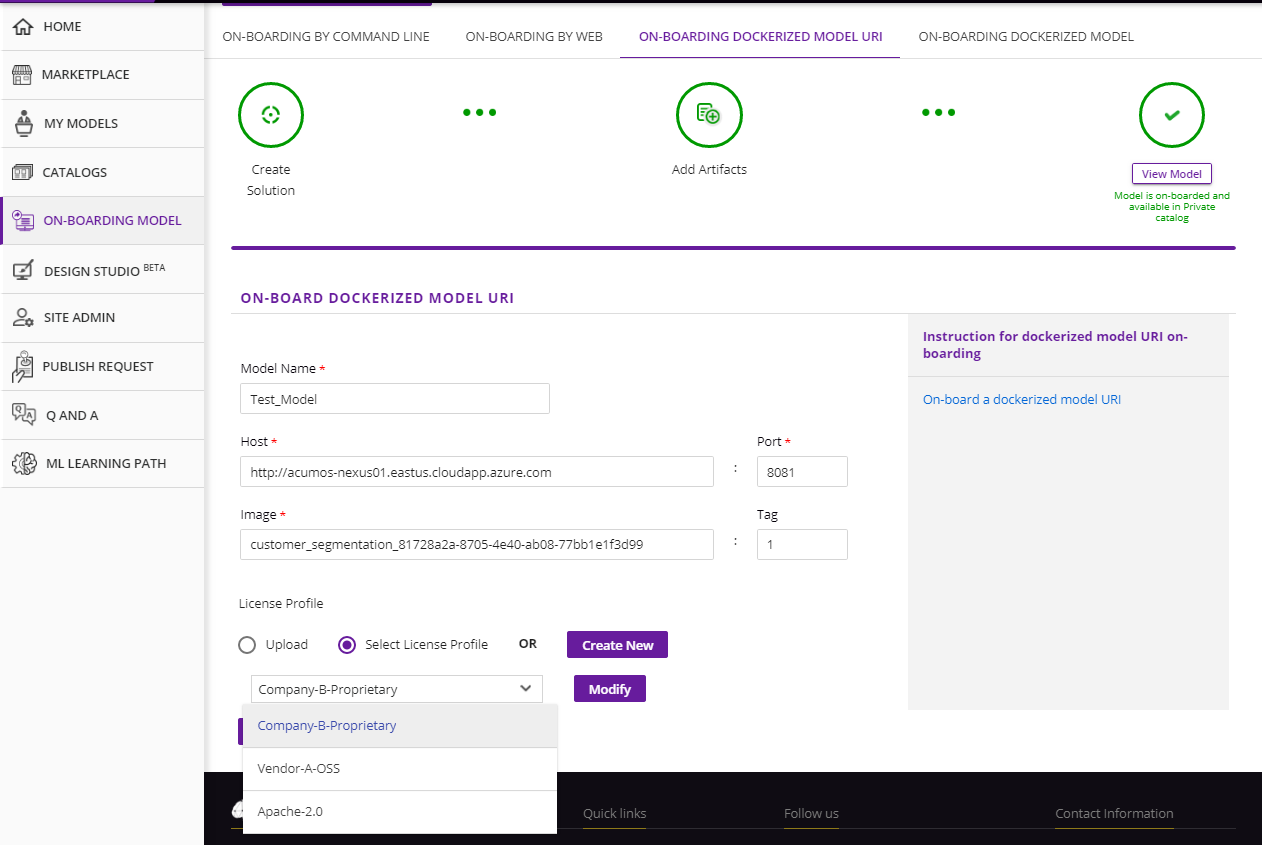 HOME
MARKETPLACE
MY MODELS
CATALOGS
ON-BOARDING MODEL
DESIGN STUDIO BETA
SITE ADMIN
PUBLISH REQUEST
Q AND A
ML LEARNING PATH
ON-BOARDING BY COMMAND LINE
ON-BOARDING BY WEB
ON-BOARDING DOCKERIZED MODEL URI
ON-BOARDING DOCKERIZED MODEL
Create
Solution
Add Artifacts
View Model
Model is on-boarded and
available in Private
catalog
ON-BOARD DOCKERIZED MODEL URI
Model Name *
Test_Model
Host *
Port *
http://acumos-nexus01.eastus.cloudapp.azure.com : 8081
Image *
Tag
customer_segmentation_81728a2a-8705-4e40-ab08-77bb1e1f3d99 : 1
License Profile
Upload
Select License Profile
OR
Create New
Company-B-Proprietary
Modify
Company-B-Proprietary
Vendor-A-OSS
Apache-2.0
Instruction for dockerized model URI on-
boarding
On-board a dockerized model URI
Quick links
Follow us
Contact Information